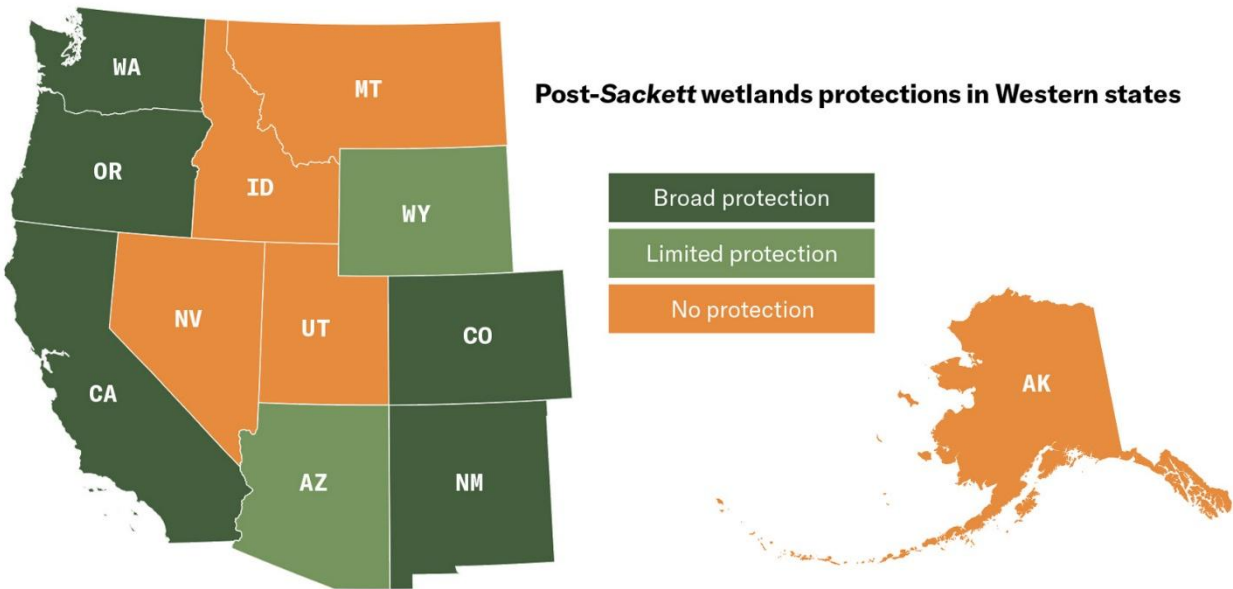 WA
MT
Post-Sackett wetlands protections in Western states
OR
ID
Broad protection
WY
Limited protection
NV
UT
No protection
CO
CA
AK
AZ
NM